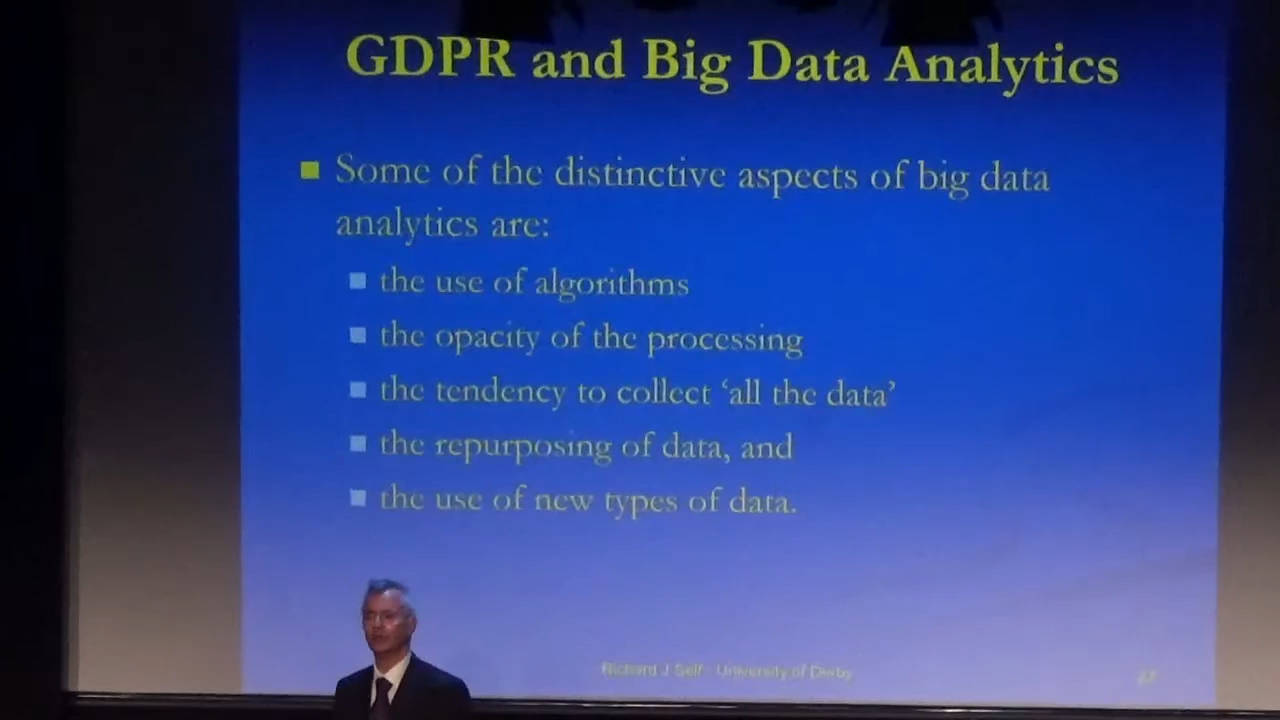 GDPR and Big Data Analytics
Some of the distinctive aspects of big data
analytics are:
the use of algorithms
the opacity of the processing
the tendency to collect ‘all the data’
the repurposing of data, and
the use of new types of data.
Richard J Self - University of Derby